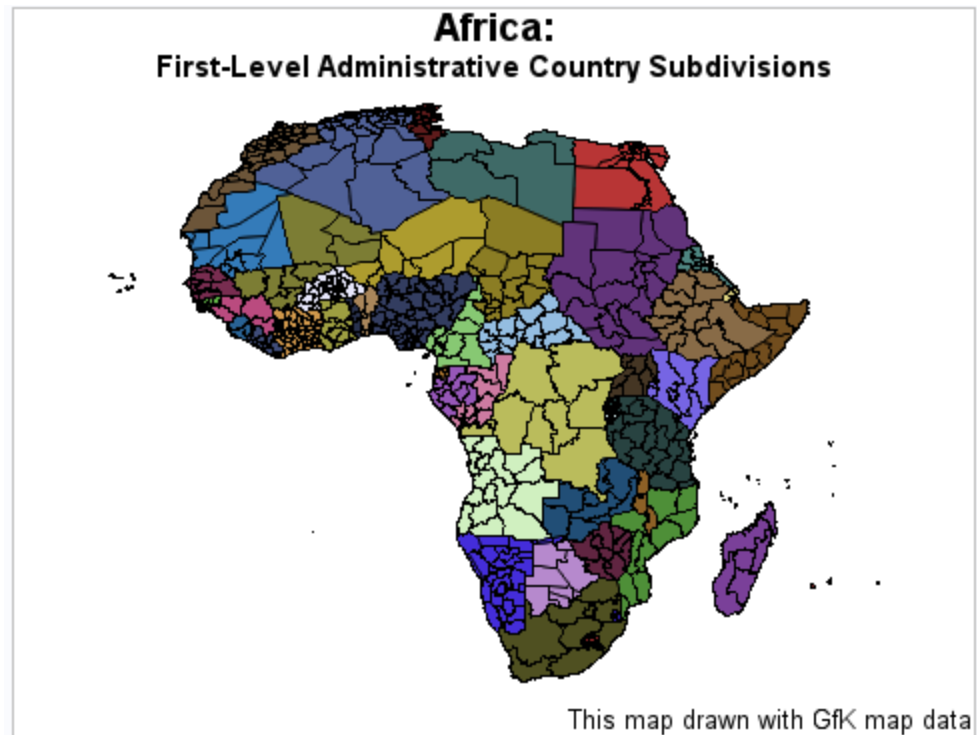 Africa:
First-Level Administrative Country Subdivisions
This map drawn with GfK map data